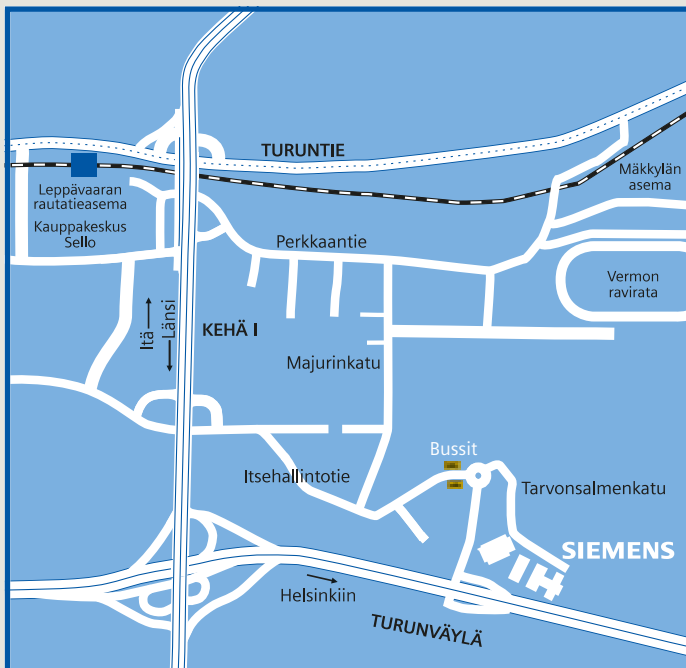 TURUNTIE
Mäkkylän
asema
Leppävaaran
rautatieasema
Kauppakeskus
Sello
Perkkaantie
Vermon
ravirata
Itä
Länsi
KEHÄ I
Majurinkatu
Bussit
Itsehallintotie
Tarvonsalmenkatu
SIEMENS
Helsinkiin
TURUNVÄYLÄ